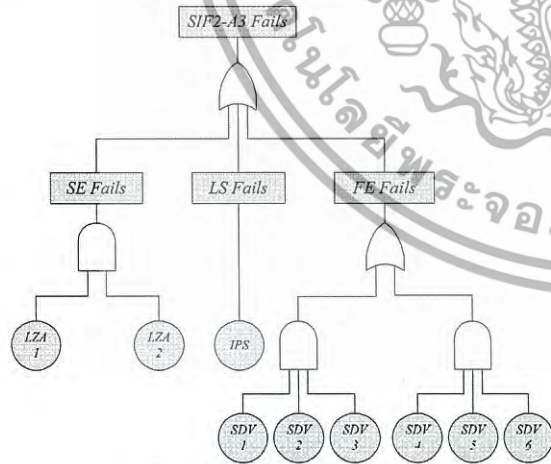 SIF2-A3 Fails
SE Fails
LS Fails
FE Fails
LZA
1
LZA
2
IPS
SDV
1
SDV
2
SDV
3
SDV
4
SDV
5
SDV
6